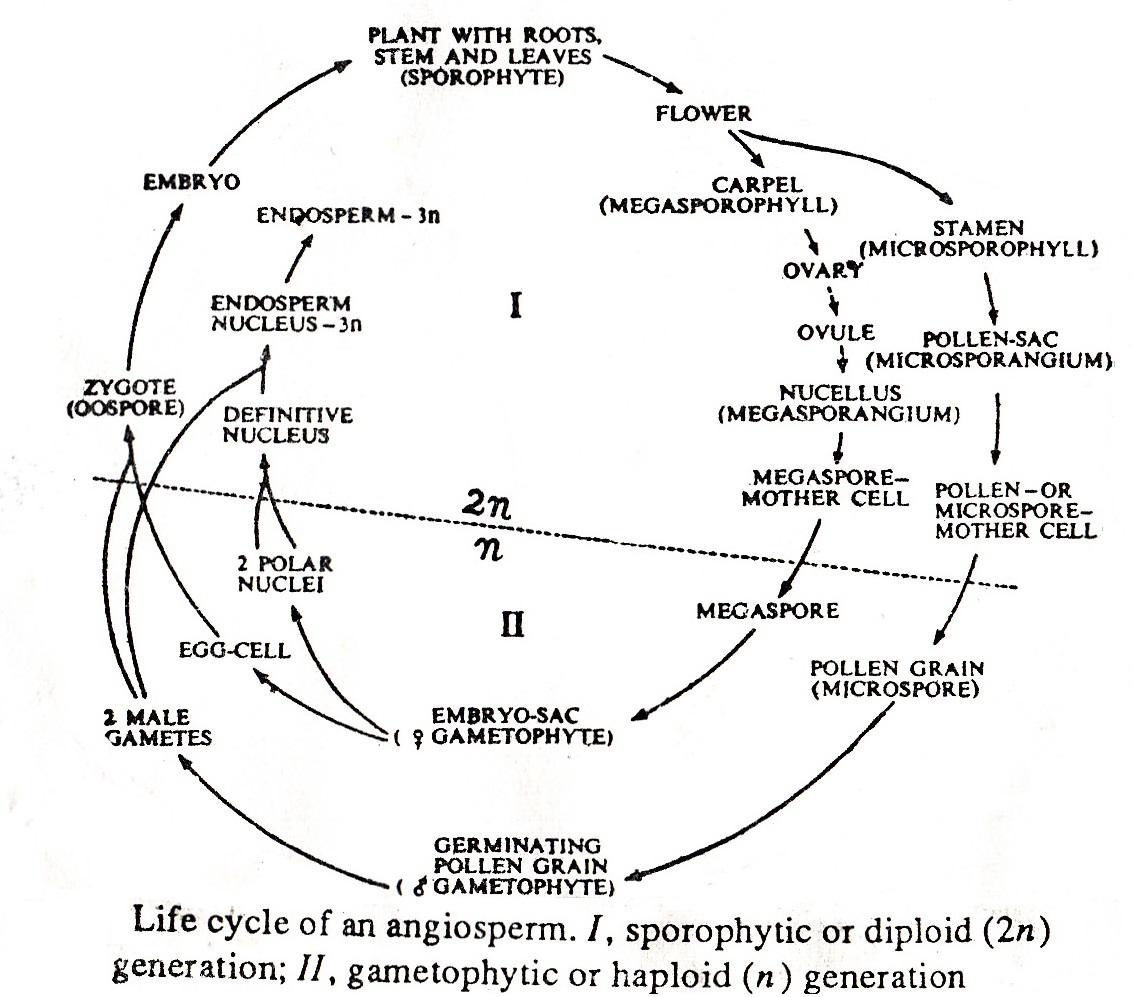 PLANT WITH ROOTS,
STEM AND LEAVES
(SPOROPHYTE)
FLOWER
EMBRYO
CARPEL
(MEGASPOROPHYLL)
ENDOSPERM - 3n
STAMEN
(MICROSPOROPHYLL)
OVARY
ENDOSPERM
NUCLEUS - 3n
I
OVULE
POLLEN-SAC
(MICROSPORANGIUM)
ZYGOTE
(OOSPORE)
NUCELLUS
(MEGASPORANGIUM)
DEFINITIVE
NUCLEUS
MEGASPORE-
MOTHER CELL
POLLEN-OR
MICROSPORE-
MOTHER CELL
2n
n
2 POLAR
NUCLEI
MEGASPORE
II
EGG-CELL
POLLEN GRAIN
(MICROSPORE)
2 MALE
GAMETES
EMBRYO-SAC
( ♀ GAMETOPHYTE)
GERMINATING
POLLEN GRAIN
( ♂ GAMETOPHYTE)
Life cycle of an angiosperm. I, sporophytic or diploid (2n)
generation; II, gametophytic or haploid (n) generation